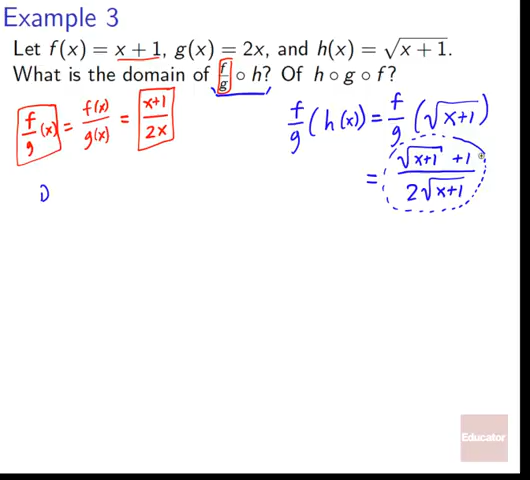 Example 3
Let f(x) = x + 1, g(x) = 2x, and h(x) = √(x + 1).
What is the domain of f/g ∘ h? Of h ∘ g ∘ f?
f/g (x) = f(x)/g(x) = (x+1)/(2x)
f/g (h(x)) = f/g (√(x+1))
= (√(x+1) + 1)/(2√(x+1))
D
Educator